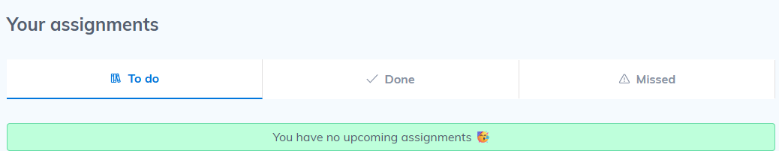 Your assignments
To do
Done
Missed
You have no upcoming assignments 🥳